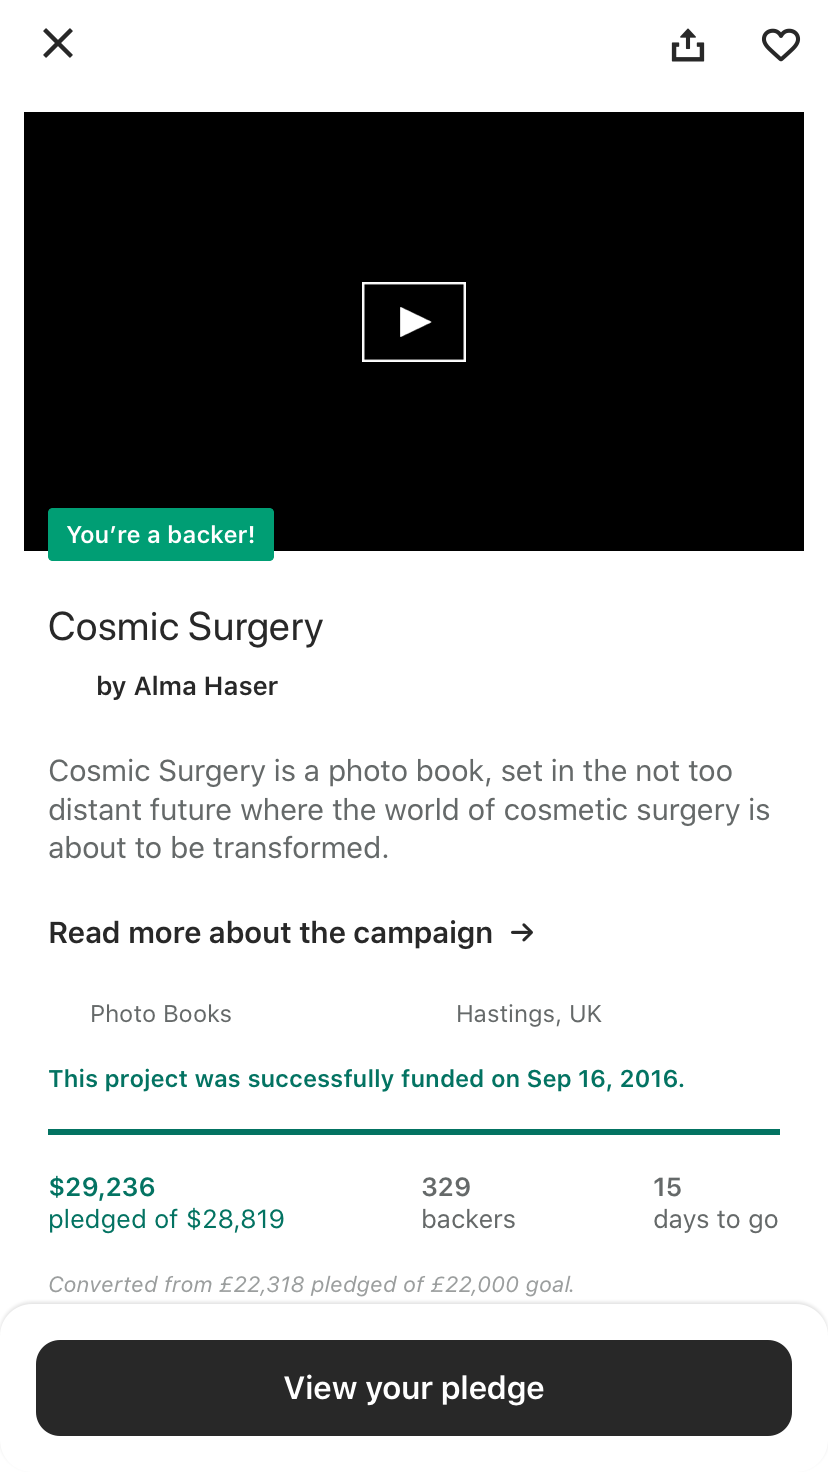 You’re a backer!
Cosmic Surgery
by Alma Haser
Cosmic Surgery is a photo book, set in the not too
distant future where the world of cosmetic surgery is
about to be transformed.
Read more about the campaign →
Photo Books
Hastings, UK
This project was successfully funded on Sep 16, 2016.
$29,236
pledged of $28,819
329
backers
15
days to go
Converted from £22,318 pledged of £22,000 goal.
View your pledge